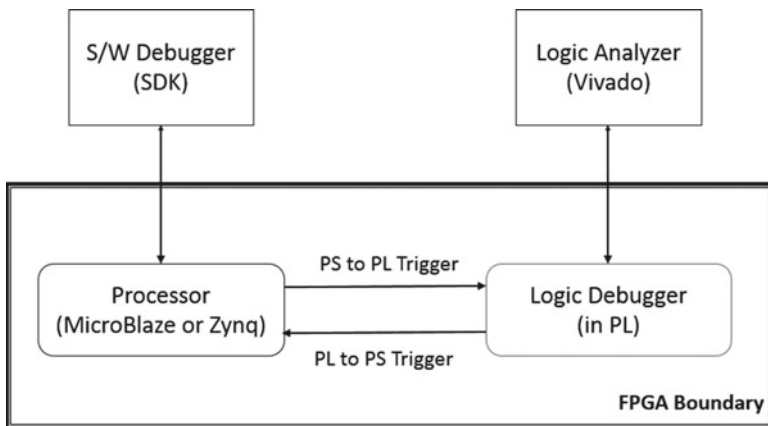 S/W Debugger
(SDK)
Logic Analyzer
(Vivado)
PS to PL Trigger
Processor
(MicroBlaze or Zynq)
Logic Debugger
(in PL)
PL to PS Trigger
FPGA Boundary